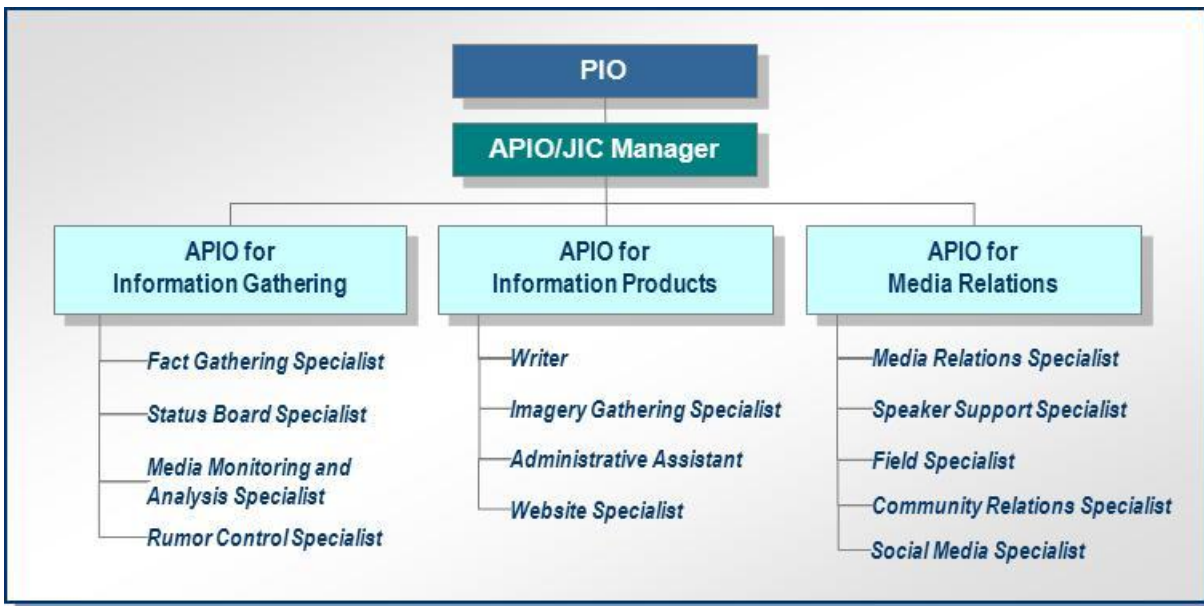 PIO
APIO/JIC Manager
APIO for
Information Gathering
Fact Gathering Specialist
Status Board Specialist
Media Monitoring and
Analysis Specialist
Rumor Control Specialist
APIO for
Information Products
Writer
Imagery Gathering Specialist
Administrative Assistant
Website Specialist
APIO for
Media Relations
Media Relations Specialist
Speaker Support Specialist
Field Specialist
Community Relations Specialist
Social Media Specialist